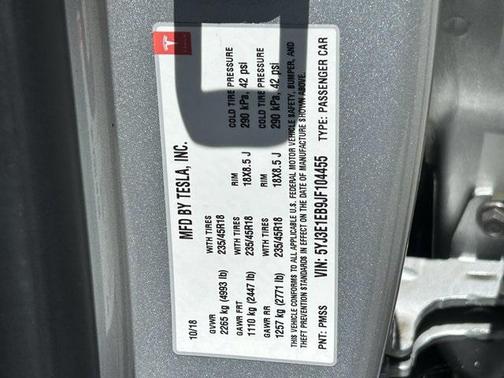 10/18 MFD BY TESLA, INC.
GVWR WITH TIRES RIM COLD TIRE PRESSURE
2265 kg (4993 lb) 235/45R18 18X8.5 J 290 kPa, 42 psi
GAWR FRT
1110 kg (2447 lb) 235/45R18
GAWR RR WITH TIRES RIM COLD TIRE PRESSURE
1257 kg (2771 lb) 235/45R18 18X8.5 J 290 kPa, 42 psi
THIS VEHICLE CONFORMS TO ALL APPLICABLE U.S. FEDERAL MOTOR VEHICLE SAFETY, BUMPER, AND
THEFT PREVENTION STANDARDS IN EFFECT ON THE DATE OF MANUFACTURE SHOWN ABOVE.
VIN: 5YJ3E1EB9JF104455
PNT: PMSS TYPE: PASSENGER CAR